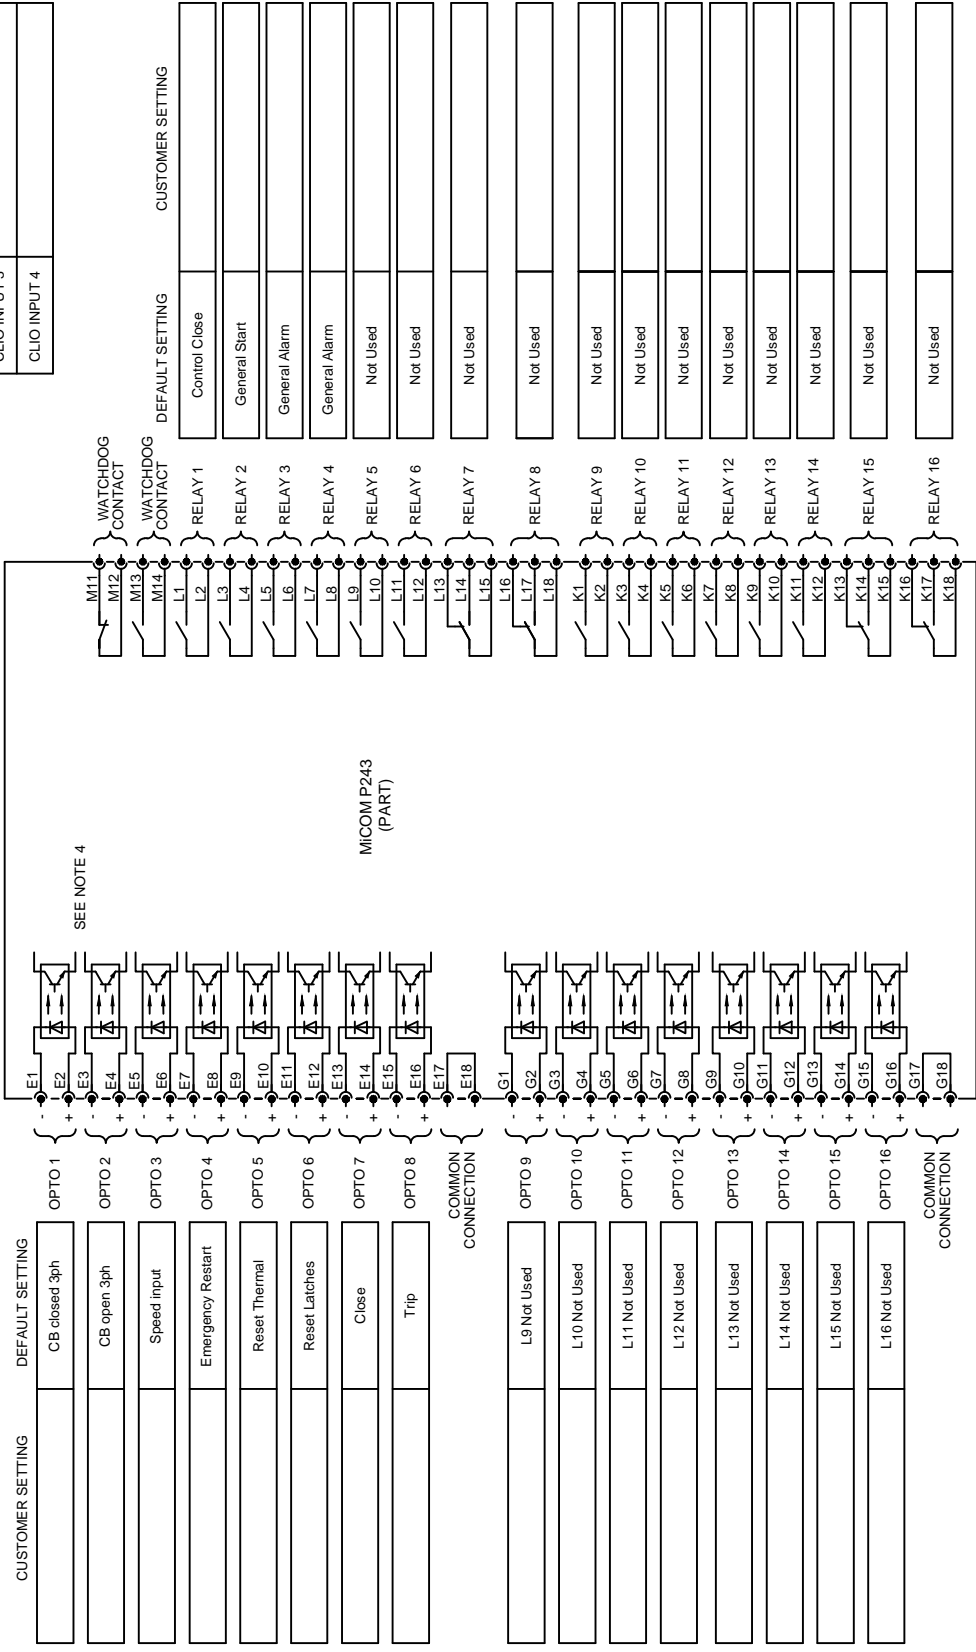 CLIO INPUT 4
CUSTOMER SETTING
DEFAULT SETTING
CB closed 3ph
OPTO 1
-
+
E1
E2
SEE NOTE 4
CB open 3ph
OPTO 2
-
+
E3
E4
Speed input
OPTO 3
-
+
E5
E6
Emergency Restart
OPTO 4
-
+
E7
E8
Reset Thermal
OPTO 5
-
+
E9
E10
Reset Latches
OPTO 6
-
+
E11
E12
Close
OPTO 7
-
+
E13
E14
Trip
OPTO 8
-
+
E15
E16
COMMON
CONNECTION
E17
E18
L9 Not Used
OPTO 9
-
+
G1
G2
L10 Not Used
OPTO 10
-
+
G3
G4
L11 Not Used
OPTO 11
-
+
G5
G6
L12 Not Used
OPTO 12
-
+
G7
G8
L13 Not Used
OPTO 13
-
+
G9
G10
L14 Not Used
OPTO 14
-
+
G11
G12
L15 Not Used
OPTO 15
-
+
G13
G14
L16 Not Used
OPTO 16
-
+
G15
G16
COMMON
CONNECTION
G17
G18
MiCOM P243
(PART)
DEFAULT SETTING
CUSTOMER SETTING
M11
M12
WATCHDOG
CONTACT
M13
M14
WATCHDOG
CONTACT
L1
L2
RELAY 1
Control Close
L3
L4
RELAY 2
General Start
L5
L6
RELAY 3
General Alarm
L7
L8
RELAY 4
General Alarm
L9
L10
RELAY 5
Not Used
L11
L12
RELAY 6
Not Used
L13
L14
L15
RELAY 7
Not Used
L16
L17
L18
RELAY 8
Not Used
K1
K2
RELAY 9
Not Used
K3
K4
RELAY 10
Not Used
K5
K6
RELAY 11
Not Used
K7
K8
RELAY 12
Not Used
K9
K10
RELAY 13
Not Used
K11
K12
RELAY 14
Not Used
K13
K14
K15
RELAY 15
Not Used
K16
K17
K18
RELAY 16
Not Used